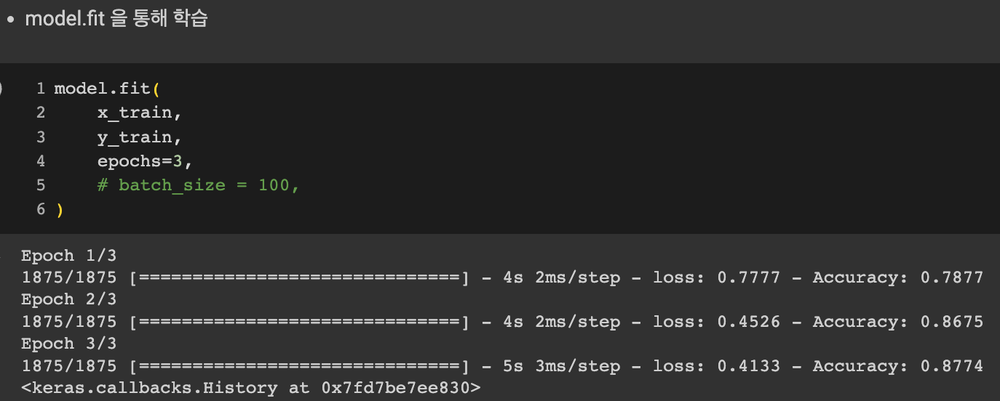 • model.fit 을 통해 학습
1 model.fit(
2     x_train,
3     y_train,
4     epochs=3,
5     # batch_size = 100,
6 )
Epoch 1/3
1875/1875 [==============================] - 4s 2ms/step - loss: 0.7777 - Accuracy: 0.7877
Epoch 2/3
1875/1875 [==============================] - 4s 2ms/step - loss: 0.4526 - Accuracy: 0.8675
Epoch 3/3
1875/1875 [==============================] - 5s 3ms/step - loss: 0.4133 - Accuracy: 0.8774
<keras.callbacks.History at 0x7fd7be7ee830>